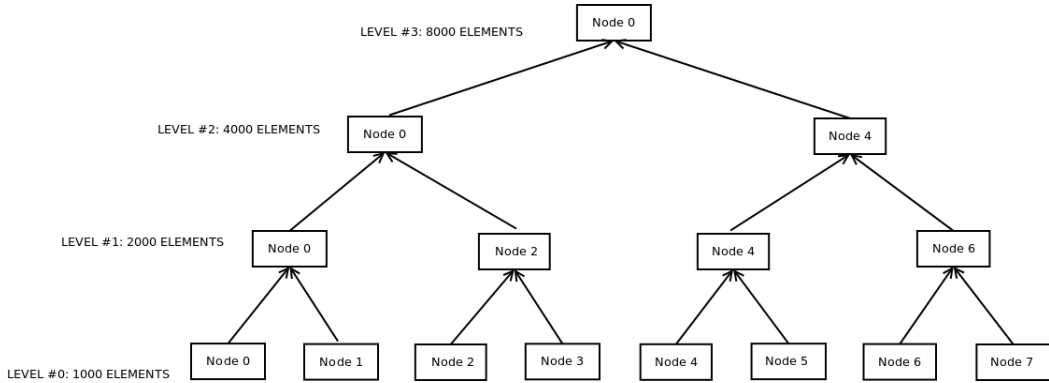 Node 0
LEVEL #3: 8000 ELEMENTS
LEVEL #2: 4000 ELEMENTS
Node 0
Node 4
LEVEL #1: 2000 ELEMENTS
Node 0
Node 2
Node 4
Node 6
Node 0
Node 1
Node 2
Node 3
Node 4
Node 5
Node 6
Node 7
LEVEL #0: 1000 ELEMENTS